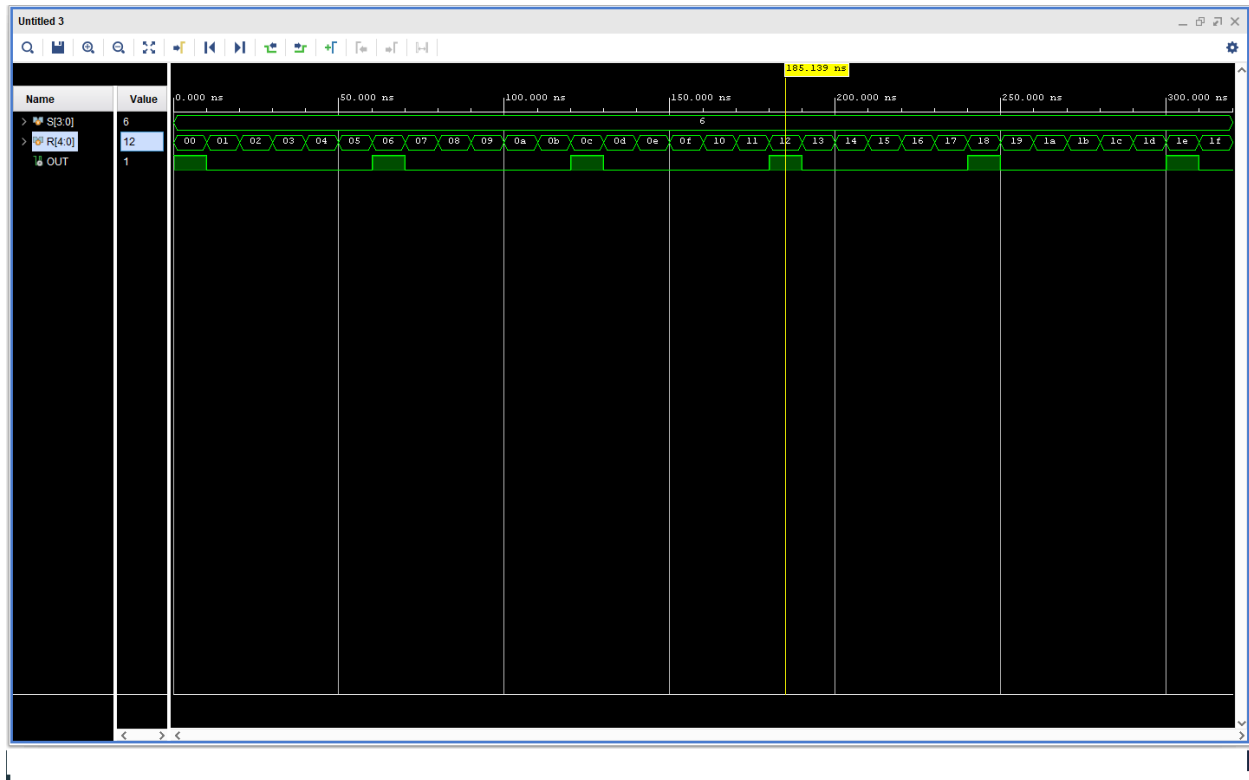 Untitled 3
185.139 ns
Name Value 0.000 ns 50.000 ns 100.000 ns 150.000 ns 200.000 ns 250.000 ns 300.000 ns
S[3:0] 6 6
R[4:0] 12 00 01 02 03 04 05 06 07 08 09 0a 0b 0c 0d 0e 0f 10 11 12 13 14 15 16 17 18 19 1a 1b 1c 1d 1e 1f
OUT 1